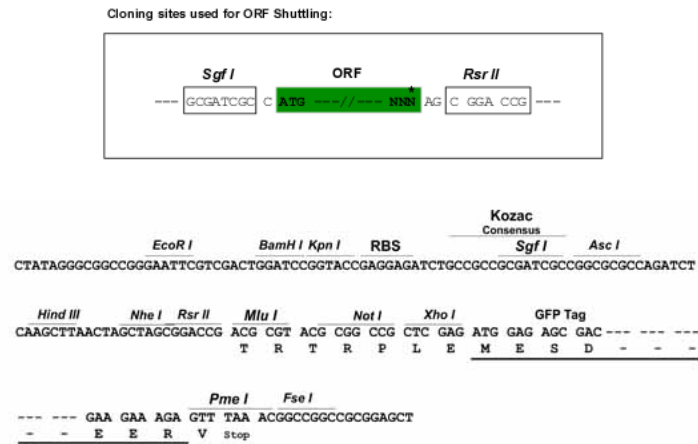 Cloning sites used for ORF Shuttling:
Sgf I ORF Rsr II
--- GCGATCGC C ATG ---//--- NNN* AG C GGA CCG ---
Kozac
Consensus
EcoR I BamH I Kpn I RBS Sgf I Asc I
CTATAGGGCGGCCGGGAATTCGTCGACTGGATCCGGTACCGAGGAGATCTGCCGCCGCGATCGCCGGCGCGCCAGATCT
Hind III Nhe I Rsr II Mlu I Not I Xho I GFP Tag
CAAGCTTAACTAGCTAGCGGACCG ACG CGT ACG CGG CCG CTC GAG ATG GAG AGC GAC --- --- ---
T R T R P L E M E S D - - -
Pme I Fse I
--- --- GAA GAA AGA GTT TAA ACGGCCGGCCGCGGAGCT
- - E E R V Stop